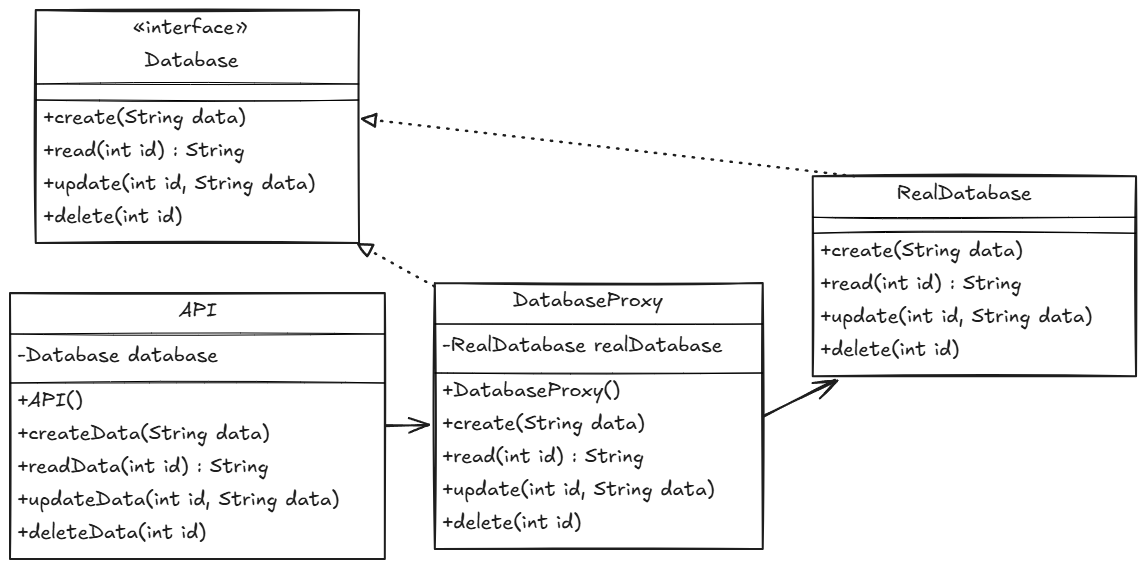 «interface»
Database
+create(String data)
+read(int id) : String
+update(int id, String data)
+delete(int id)
RealDatabase
+create(String data)
+read(int id) : String
+update(int id, String data)
+delete(int id)
API
-Database database
+API()
+createData(String data)
+readData(int id) : String
+updateData(int id, String data)
+deleteData(int id)
DatabaseProxy
-RealDatabase realDatabase
+DatabaseProxy()
+create(String data)
+read(int id) : String
+update(int id, String data)
+delete(int id)